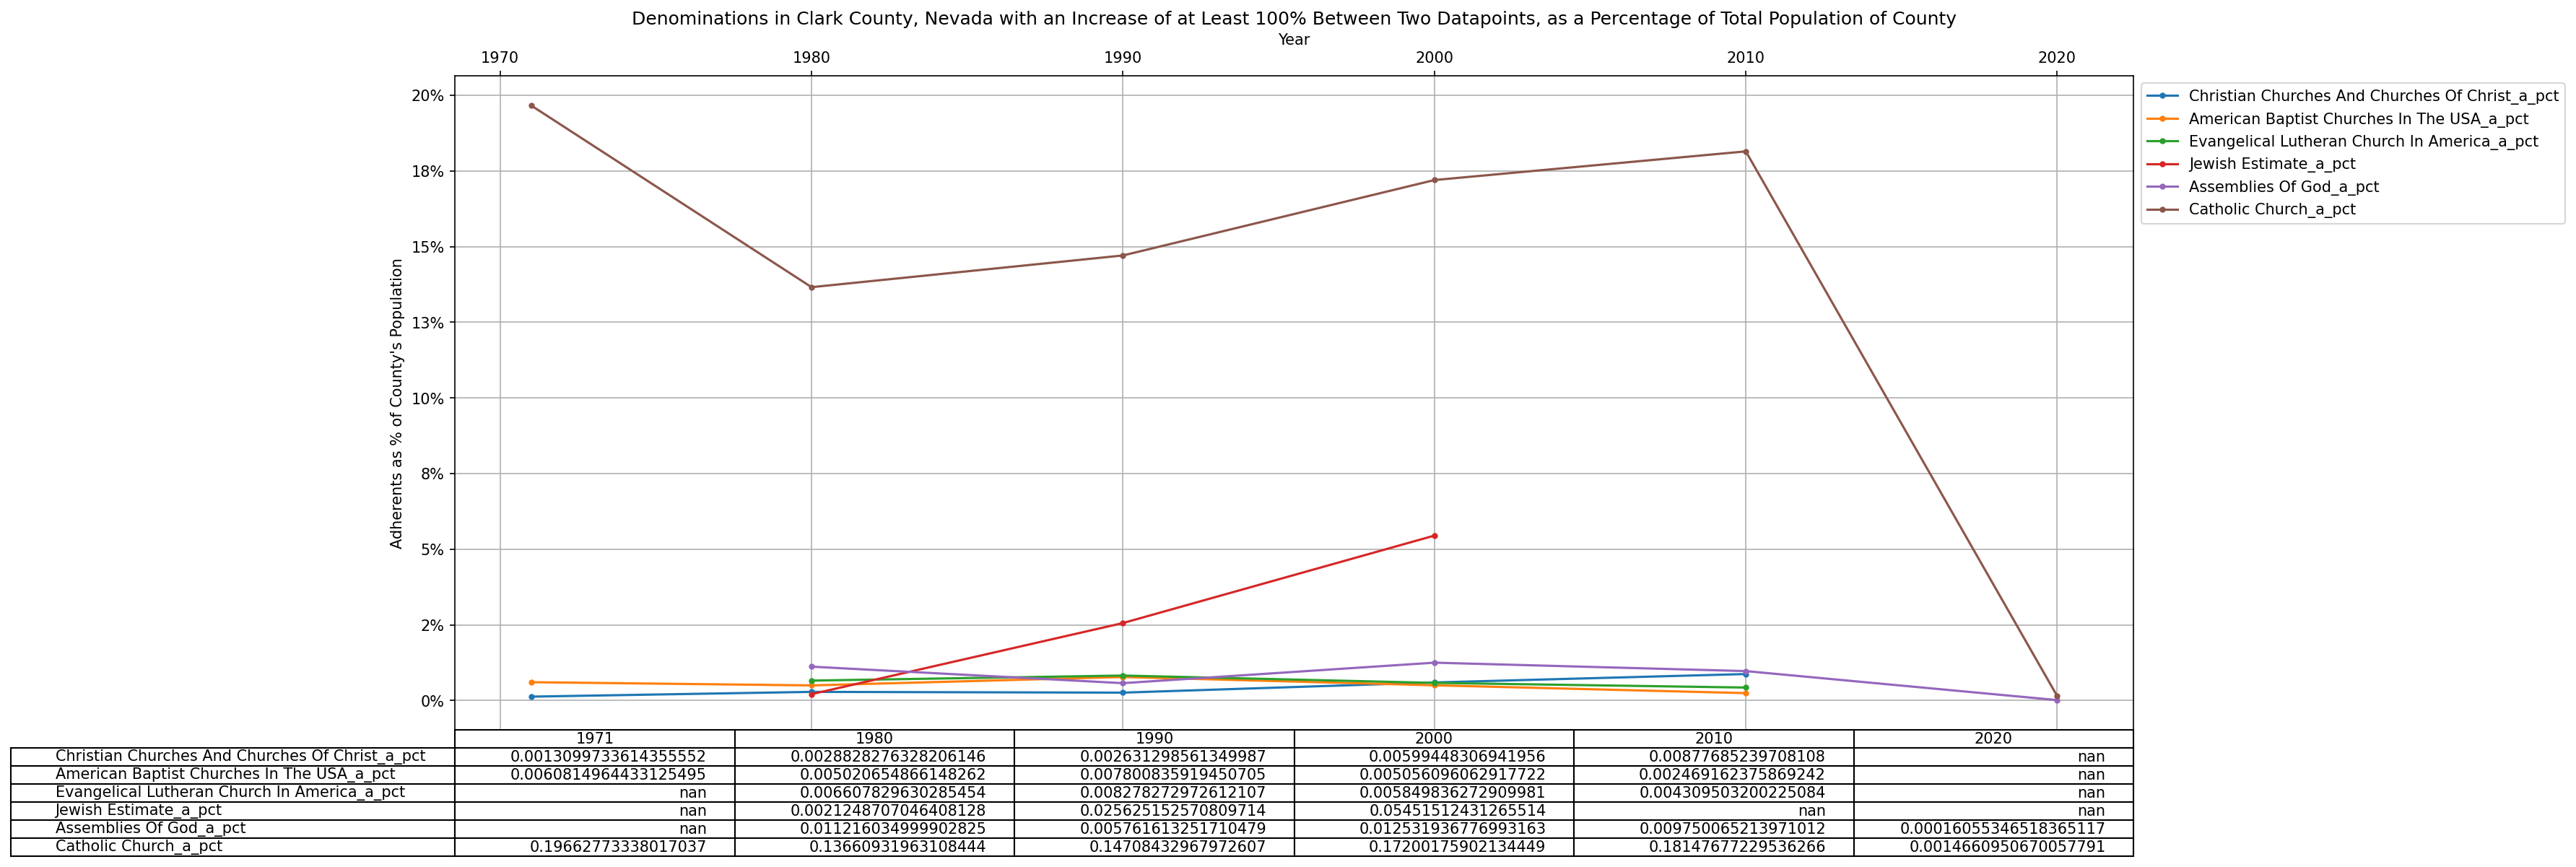 Denominations in Clark County, Nevada with an Increase of at Least 100% Between Two Datapoints, as a Percentage of Total Population of County
Year
1970 1980 1990 2000 2010 2020
20%
18%
15%
13%
10%
8%
5%
2%
0%
Adherents as % of County's Population
Christian Churches And Churches Of Christ_a_pct
American Baptist Churches In The USA_a_pct
Evangelical Lutheran Church In America_a_pct
Jewish Estimate_a_pct
Assemblies Of God_a_pct
Catholic Church_a_pct
1971 1980 1990 2000 2010 2020
Christian Churches And Churches Of Christ_a_pct 0.0013099733614355552 0.0028828276328206146 0.002631298561349987 0.00599448306941956 0.00877685239708108 nan
American Baptist Churches In The USA_a_pct 0.0060814964433125495 0.005020654866148262 0.007800835919450705 0.005056096062917722 0.002469162375869242 nan
Evangelical Lutheran Church In America_a_pct nan 0.006607829630285454 0.008278272972612107 0.005849836272909981 0.004309503200225084 nan
Jewish Estimate_a_pct nan 0.0021248707046408128 0.025625152570809714 0.05451512431265514 nan nan
Assemblies Of God_a_pct nan 0.011216034999902825 0.005761613251710479 0.012531936776993163 0.009750065213971012 0.00016055346518365117
Catholic Church_a_pct 0.19662773338017037 0.13660931963108444 0.14708432967972607 0.17200175902134449 0.18147677229536266 0.0014660950670057791